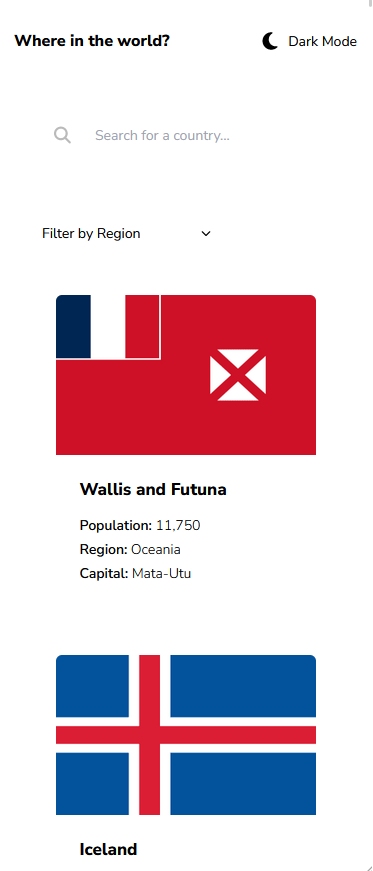 Where in the world?
Dark Mode
Search for a country...
Filter by Region
Wallis and Futuna
Population: 11,750
Region: Oceania
Capital: Mata-Utu
Iceland